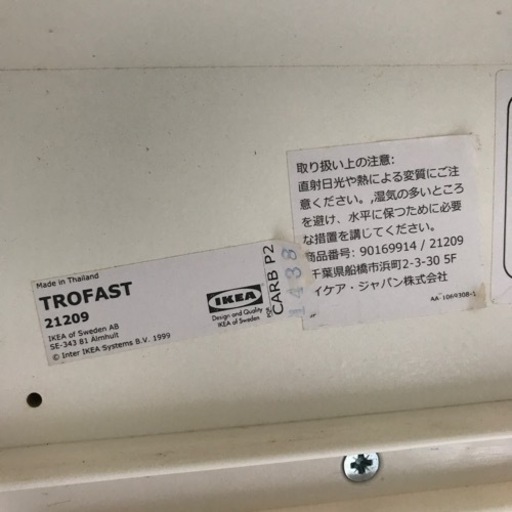 Made in Thailand
TROFAST
21209
IKEA of Sweden AB
SE-343 81 Älmhult
© Inter IKEA Systems B.V. 1999
IKEA
Design and Quality
IKEA of Sweden
CARB P2
1438
取り扱い上の注意:
直射日光や熱による変質にご注
意ください。,湿気の多いところ
を避け、水平に保つために必要
な措置を講じてください。
商品番号: 90169914 / 21209
千葉県船橋市浜町2-3-30 5F
イケア・ジャパン株式会社
AA-1069308-1